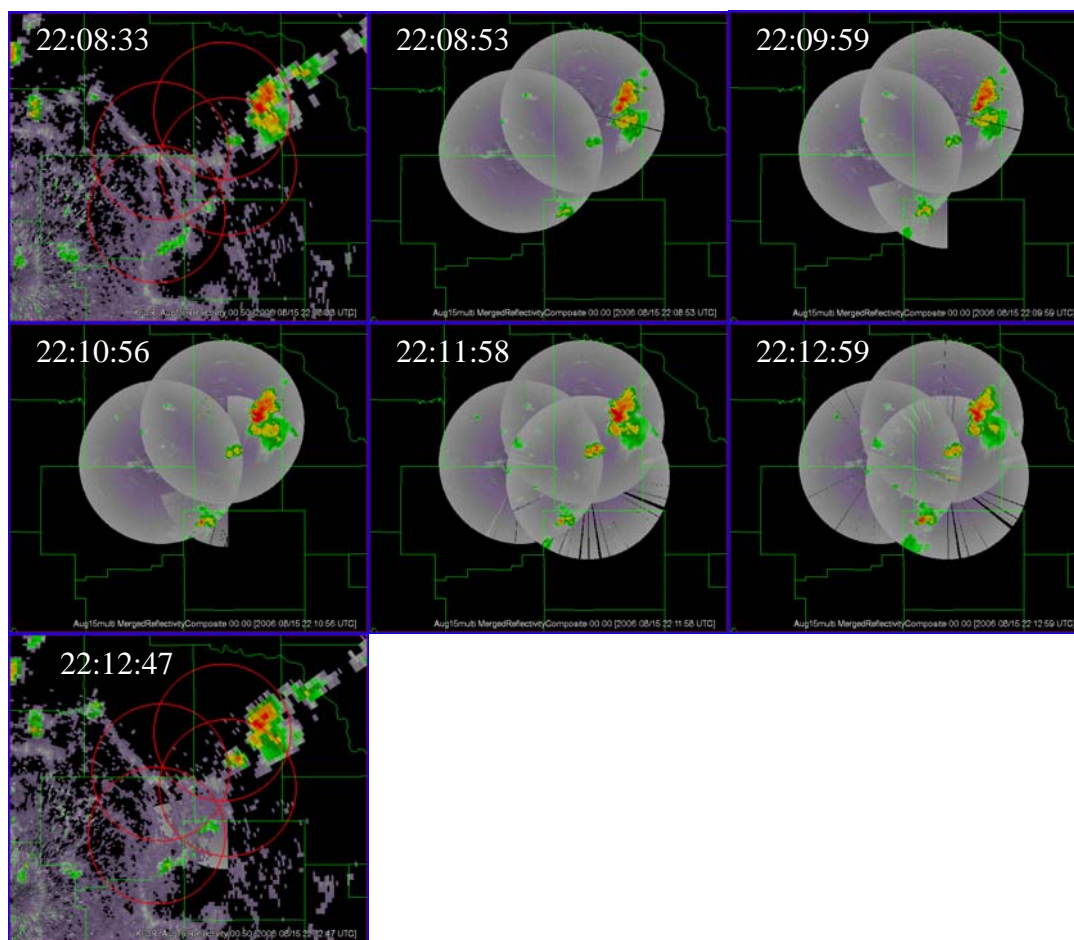 22:08:33
22:08:53
22:09:59
Aug15multi MergedReflectivityComposite 00.00 [2006 08/15 22:08:53 UTC]
Aug15multi MergedReflectivityComposite 00.00 [2006 08/15 22:09:59 UTC]
22:10:56
22:11:58
22:12:59
Aug15multi MergedReflectivityComposite 00.00 [2006 08/15 22:10:56 UTC]
Aug15multi MergedReflectivityComposite 00.00 [2006 08/15 22:11:58 UTC]
Aug15multi MergedReflectivityComposite 00.00 [2006 08/15 22:12:59 UTC]
22:12:47